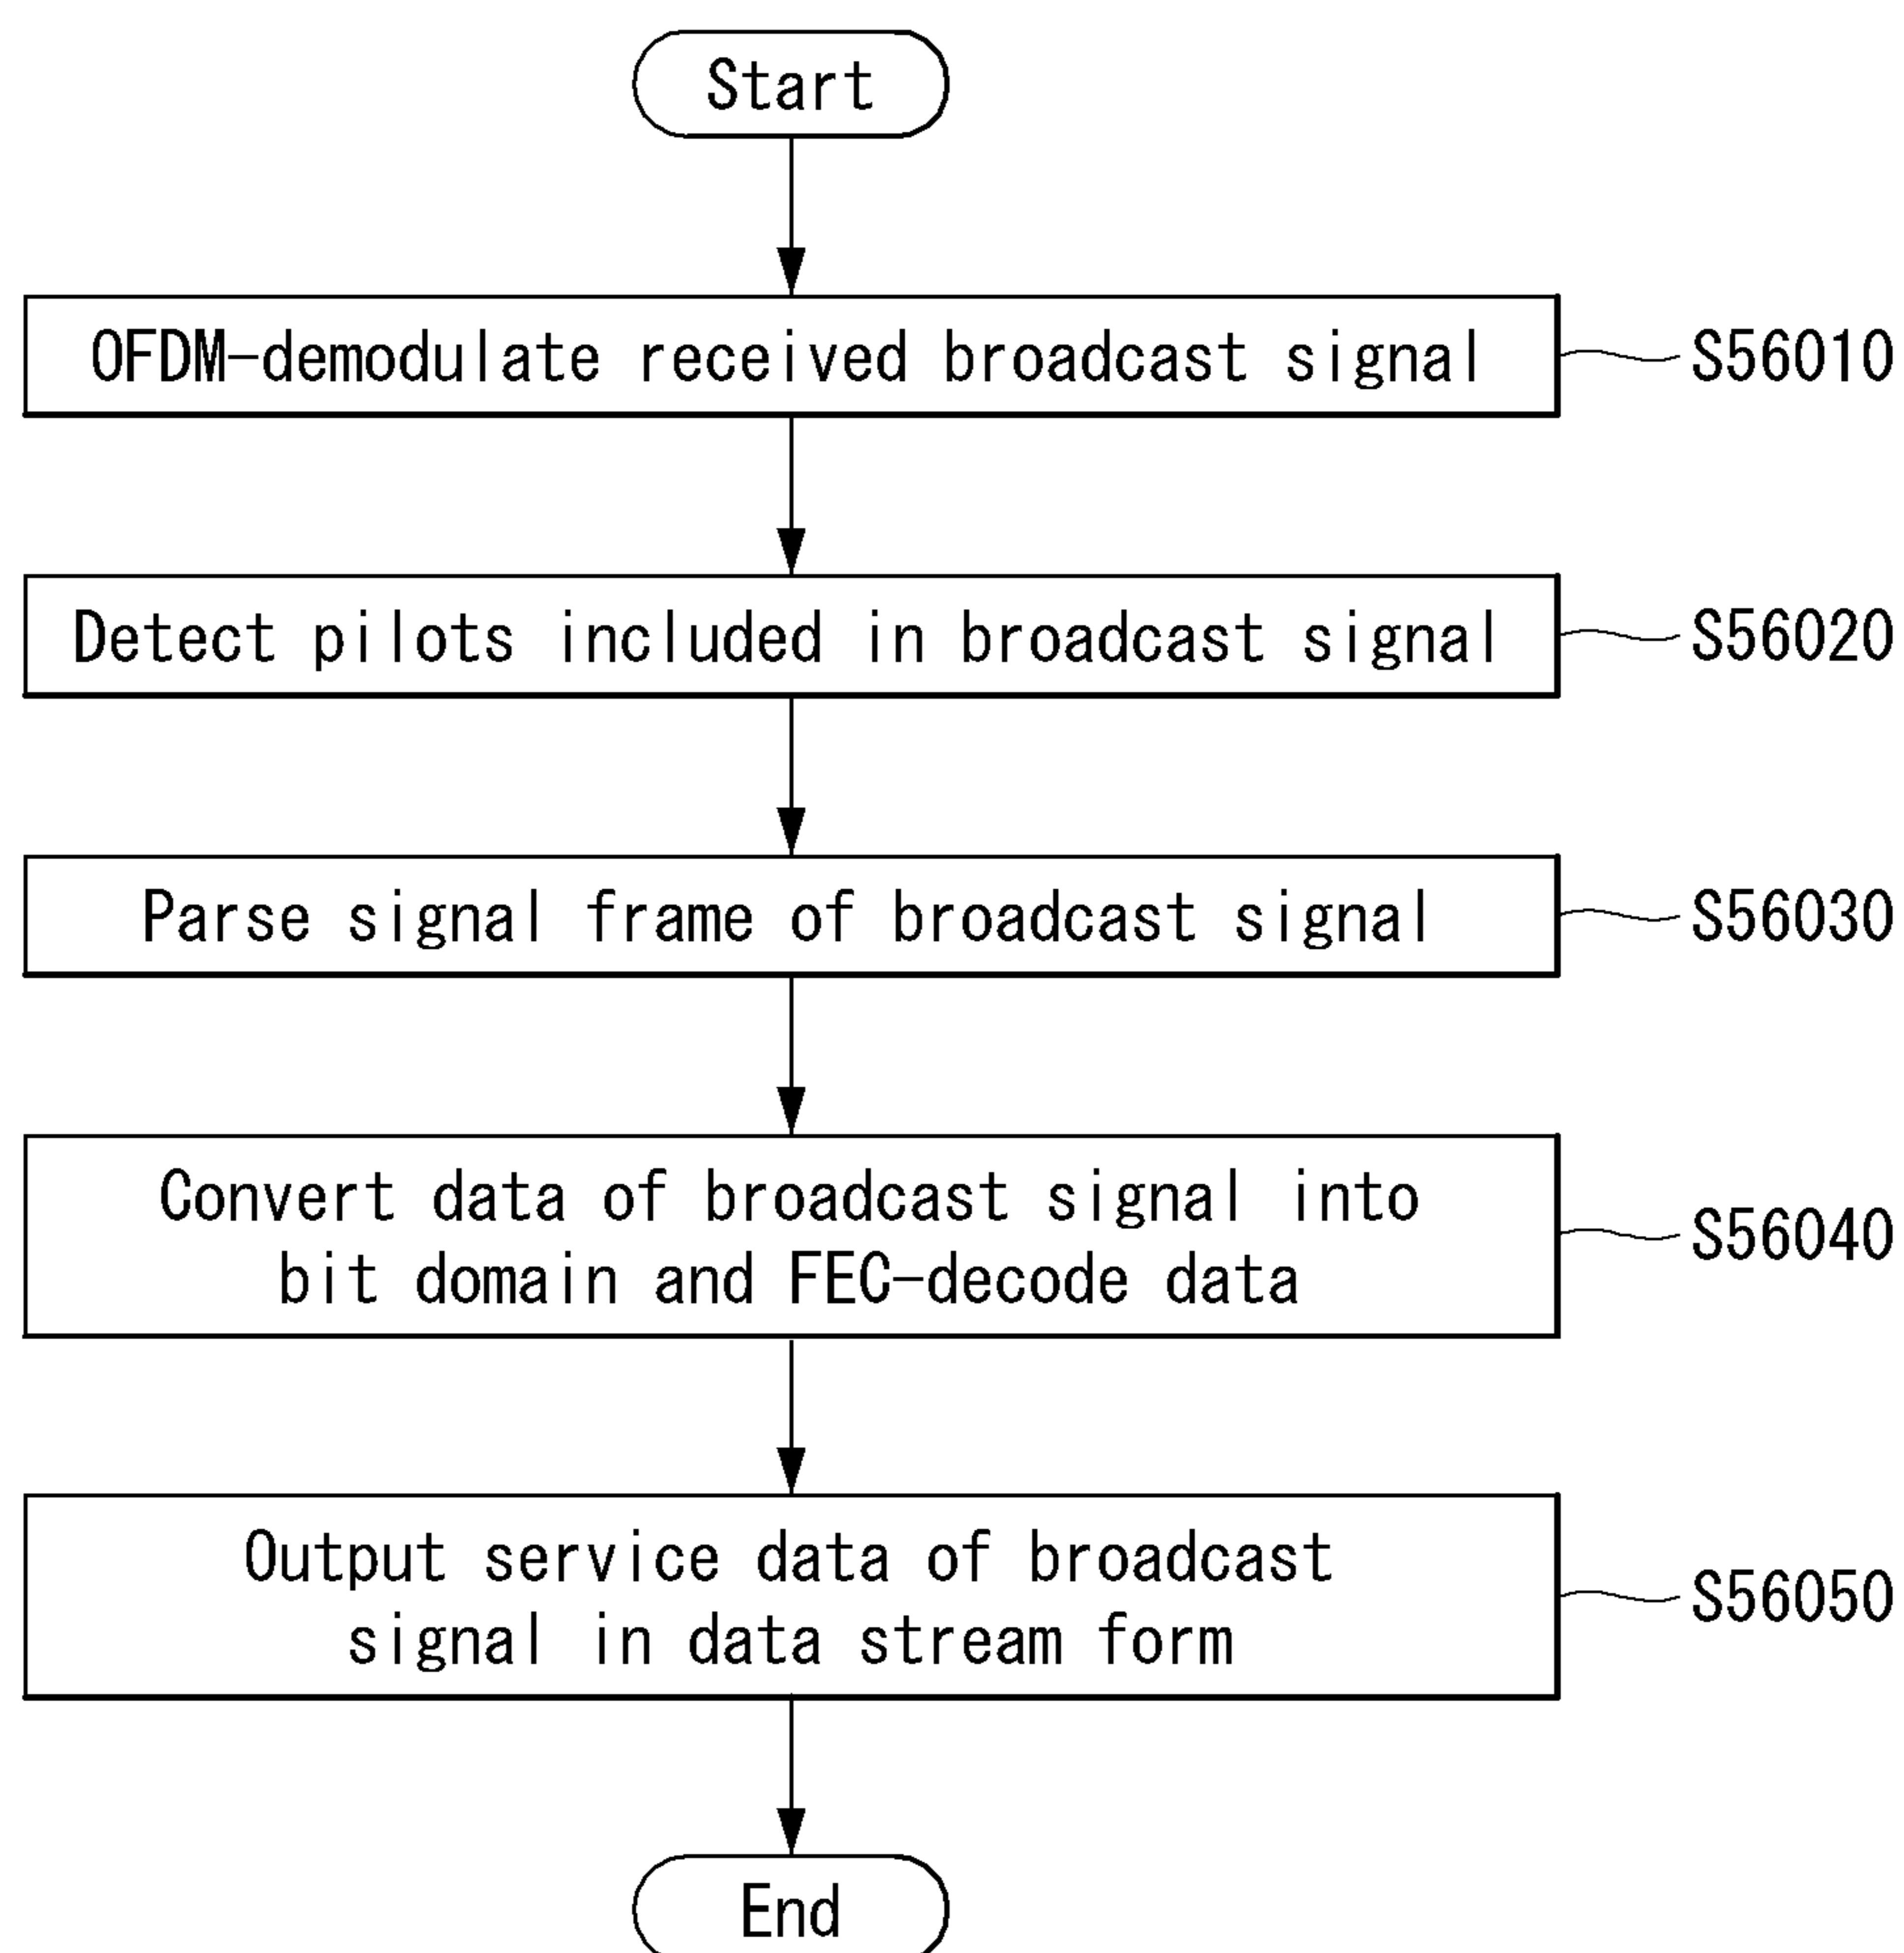 Start
OFDM-demodulate received broadcast signal
S56010
Detect pilots included in broadcast signal
S56020
Parse signal frame of broadcast signal
S56030
Convert data of broadcast signal into
bit domain and FEC-decode data
S56040
Output service data of broadcast
signal in data stream form
S56050
End